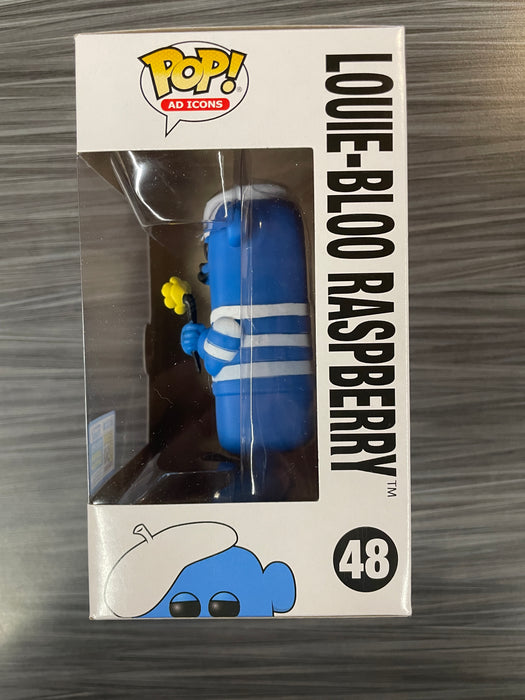 POP!
AD ICONS
LOUIE-BLOO RASPBERRY™
48